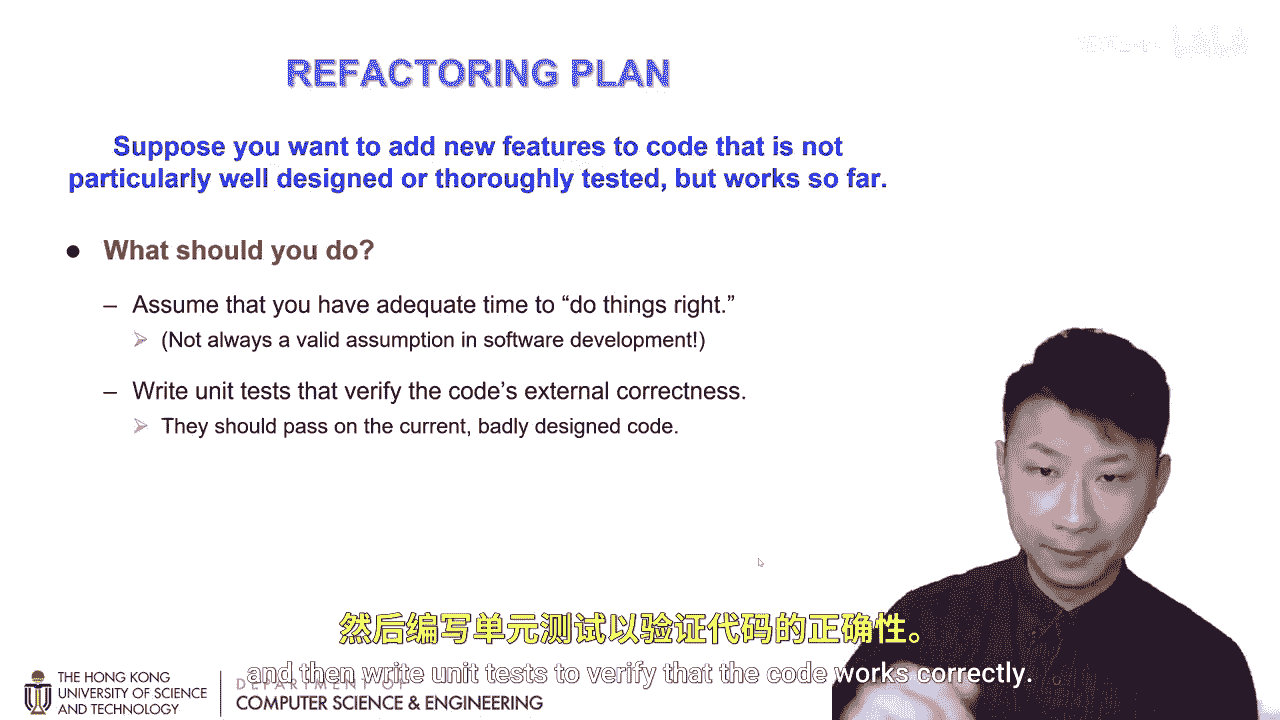 REFACTORING PLAN
Suppose you want to add new features to code that is not
particularly well designed or thoroughly tested, but works so far.
● What should you do?
– Assume that you have adequate time to “do things right.”
➢ (Not always a valid assumption in software development!)
– Write unit tests that verify the code’s external correctness.
➢ They should pass on the current, badly designed code.
然后编写单元测试以验证代码的正确性。
and then write unit tests to verify that the code works correctly.
THE HONG KONG
UNIVERSITY OF SCIENCE
AND TECHNOLOGY
DEPARTMENT OF
COMPUTER SCIENCE & ENGINEERING